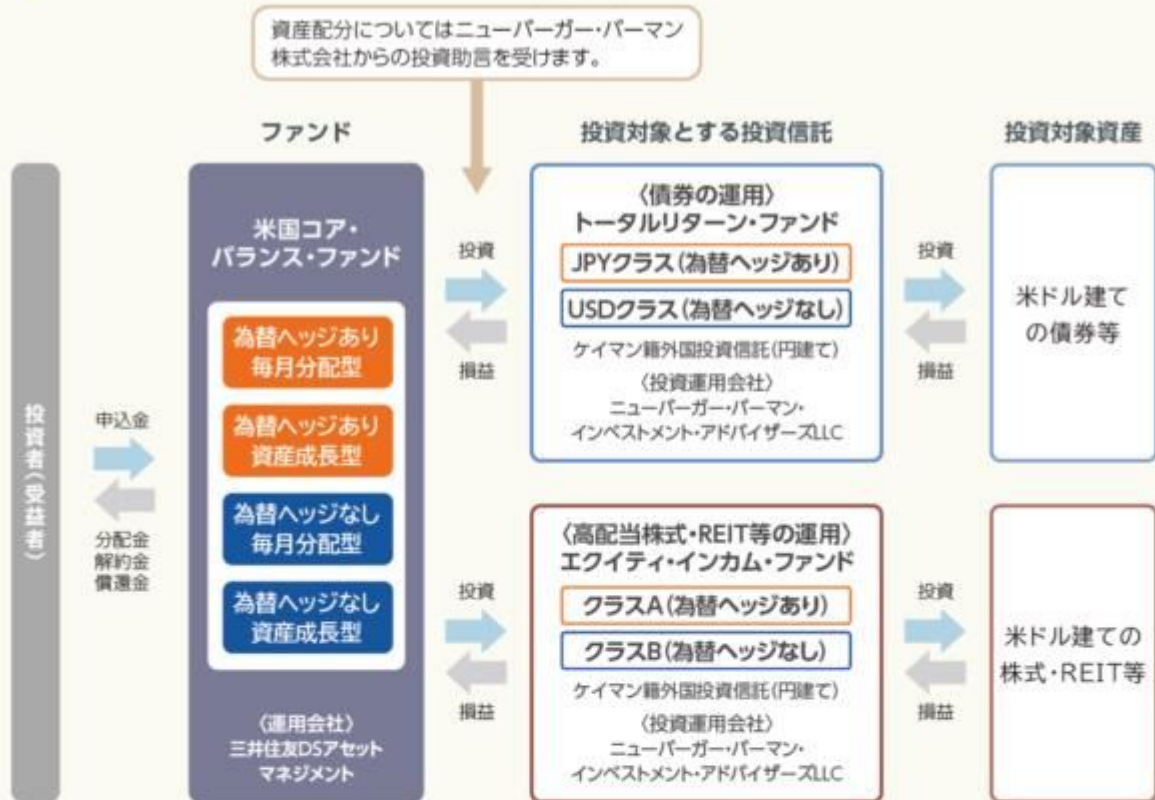 資産配分についてはニューバーガー・バーマン
株式会社からの投資助言を受けます。
ファンド
投資対象とする投資信託
投資対象資産
投資者(受益者)
申込金
分配金
解約金
償還金
米国コア・
バランス・ファンド
為替ヘッジあり
毎月分配型
為替ヘッジあり
資産成長型
為替ヘッジなし
毎月分配型
為替ヘッジなし
資産成長型
〈運用会社〉
三井住友DSアセット
マネジメント
投資
損益
〈債券の運用〉
トータルリターン・ファンド
JPYクラス(為替ヘッジあり)
USDクラス(為替ヘッジなし)
ケイマン籍外国投資信託(円建て)
〈投資運用会社〉
ニューバーガー・バーマン・
インベストメント・アドバイザーズLLC
投資
損益
米ドル建て
の債券等
投資
損益
〈高配当株式・REIT等の運用〉
エクイティ・インカム・ファンド
クラスA(為替ヘッジあり)
クラスB(為替ヘッジなし)
ケイマン籍外国投資信託(円建て)
〈投資運用会社〉
ニューバーガー・バーマン・
インベストメント・アドバイザーズLLC
投資
損益
米ドル建ての
株式・REIT等